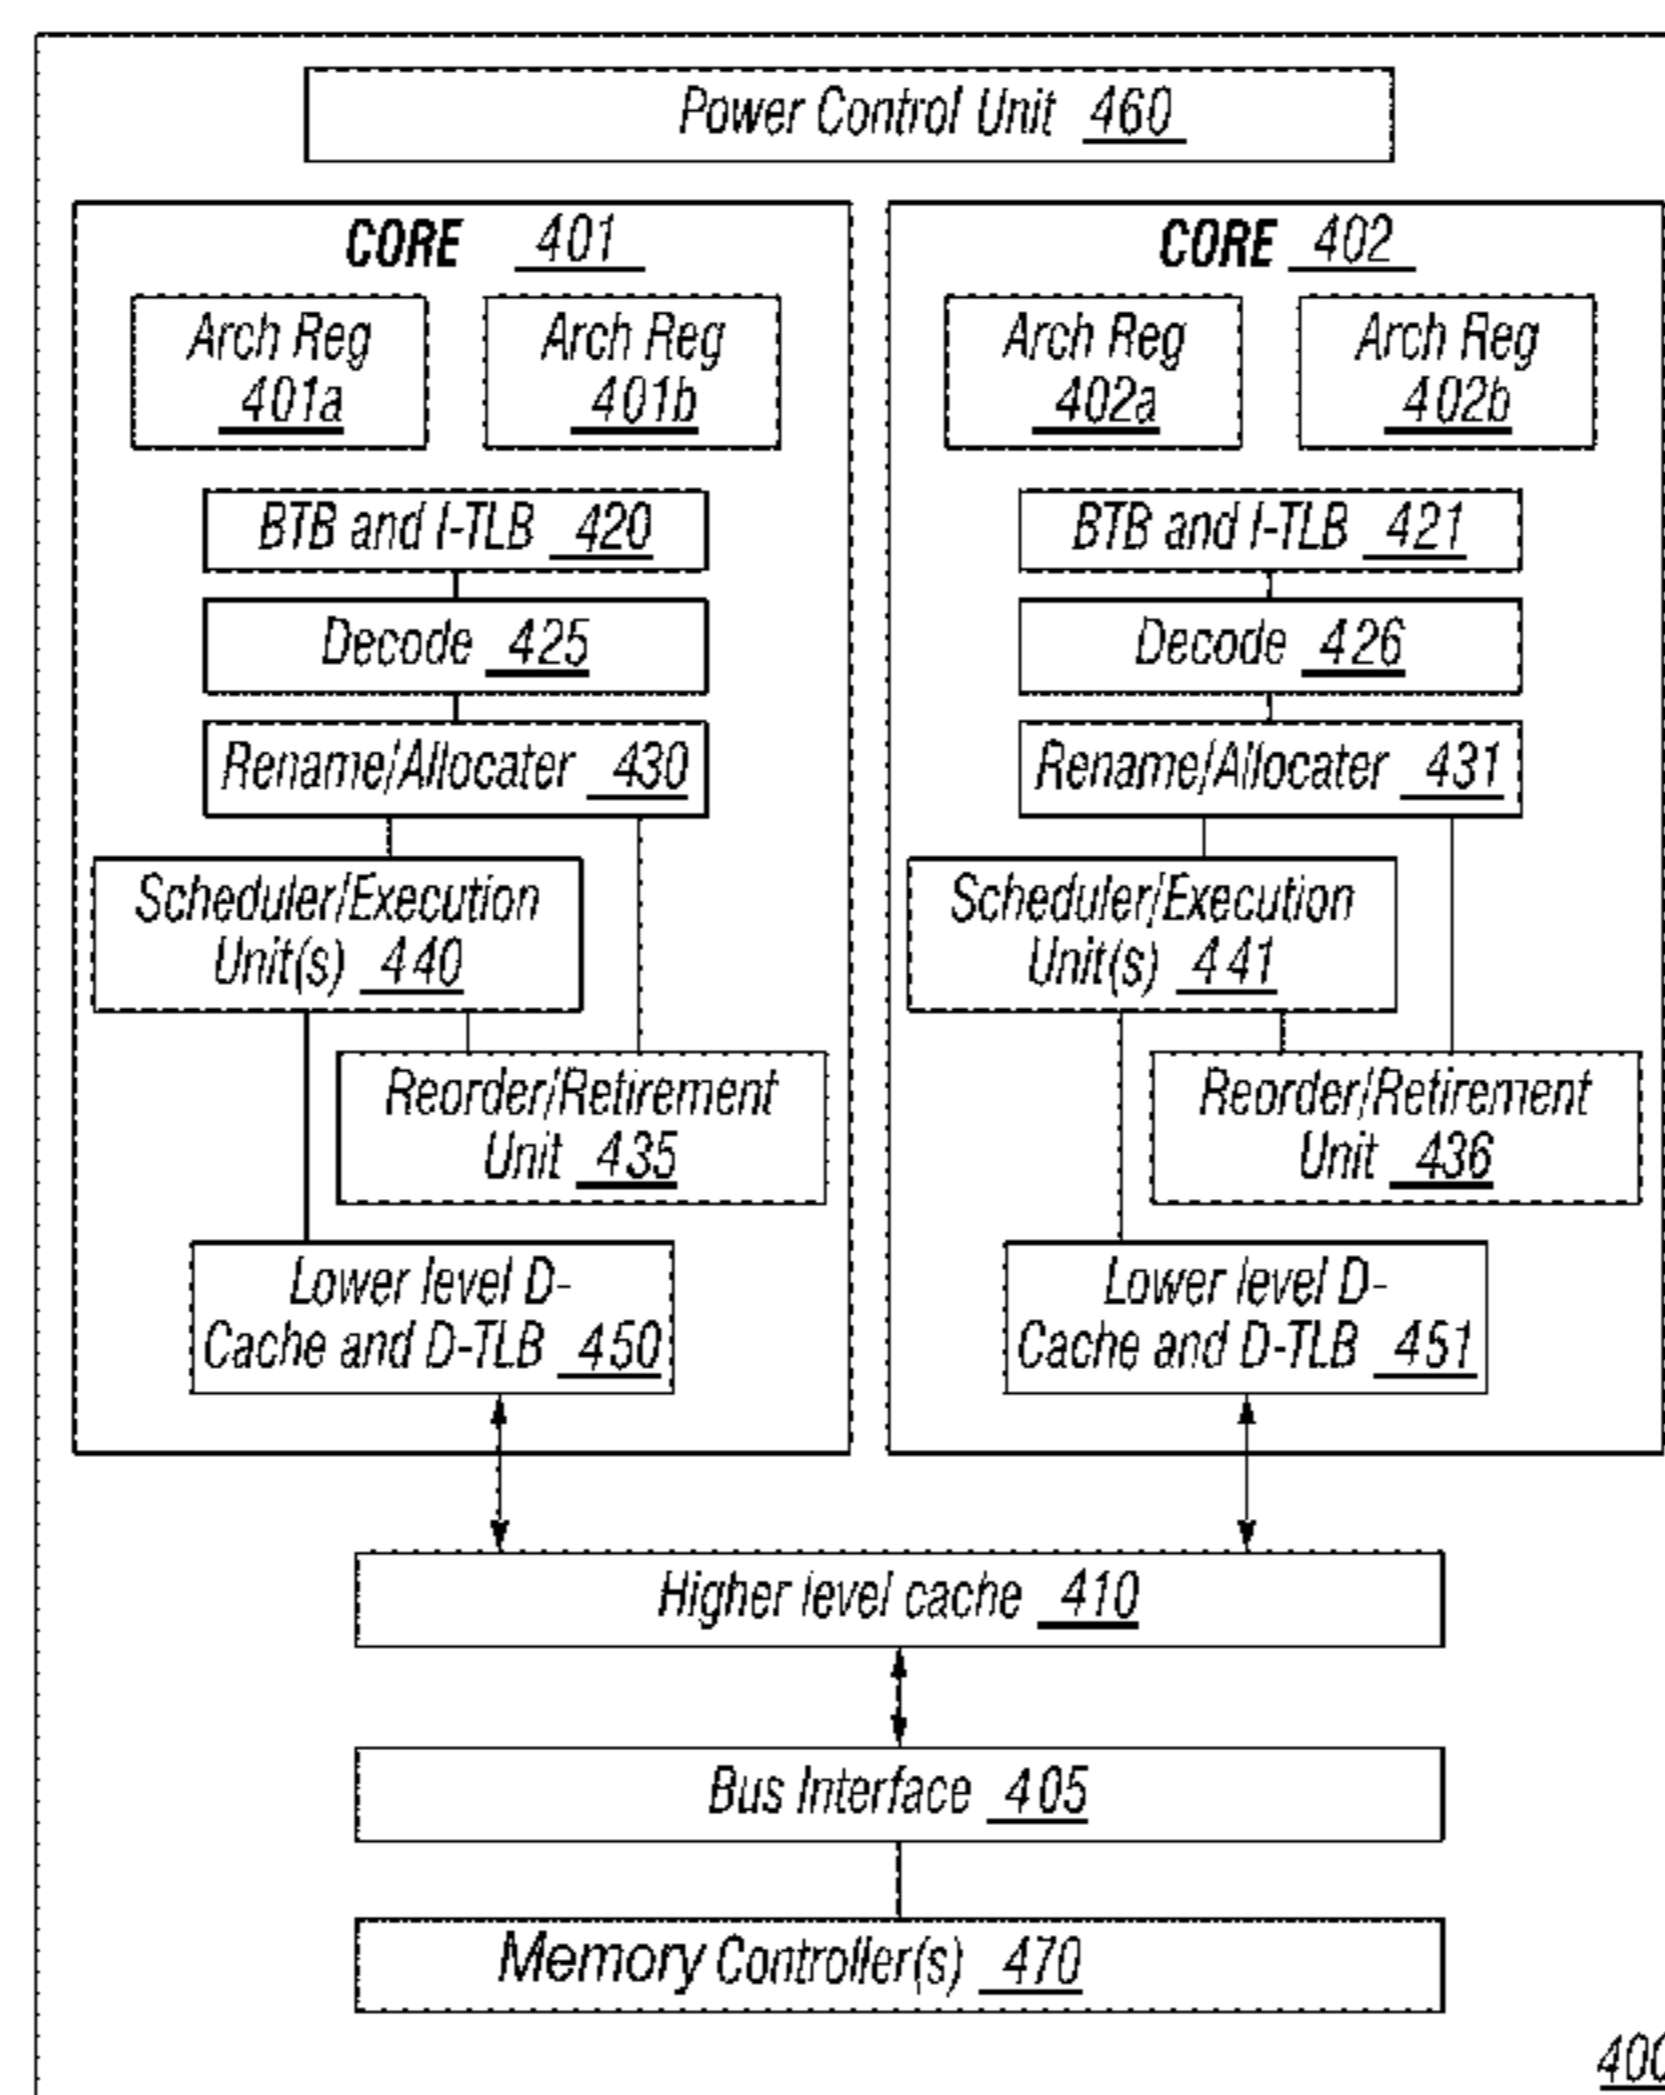 Power Control Unit 460
CORE 401
Arch Reg
401a
Arch Reg
401b
BTB and I-TLB 420
Decode 425
Rename/Allocater 430
Scheduler/Execution
Unit(s) 440
Reorder/Retirement
Unit 435
Lower level D-
Cache and D-TLB 450
CORE 402
Arch Reg
402a
Arch Reg
402b
BTB and I-TLB 421
Decode 426
Rename/Allocater 431
Scheduler/Execution
Unit(s) 441
Reorder/Retirement
Unit 436
Lower level D-
Cache and D-TLB 451
Higher level cache 410
Bus Interface 405
Memory Controller(s) 470
400